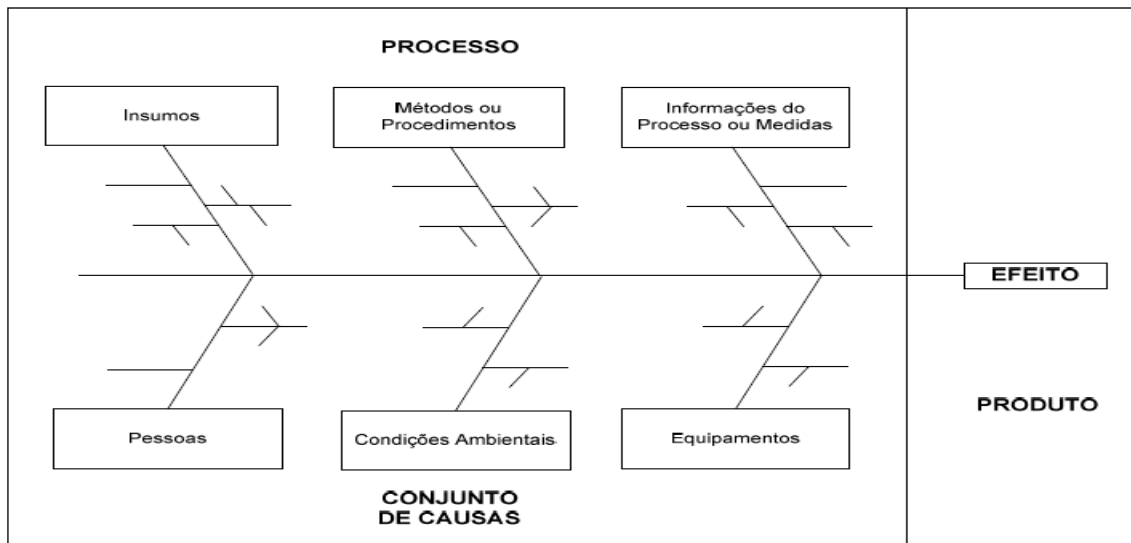 PROCESSO
Insumos
Métodos ou
Procedimentos
Informações do
Processo ou Medidas
EFEITO
PRODUTO
Pessoas
Condições Ambientais
Equipamentos
CONJUNTO
DE CAUSAS